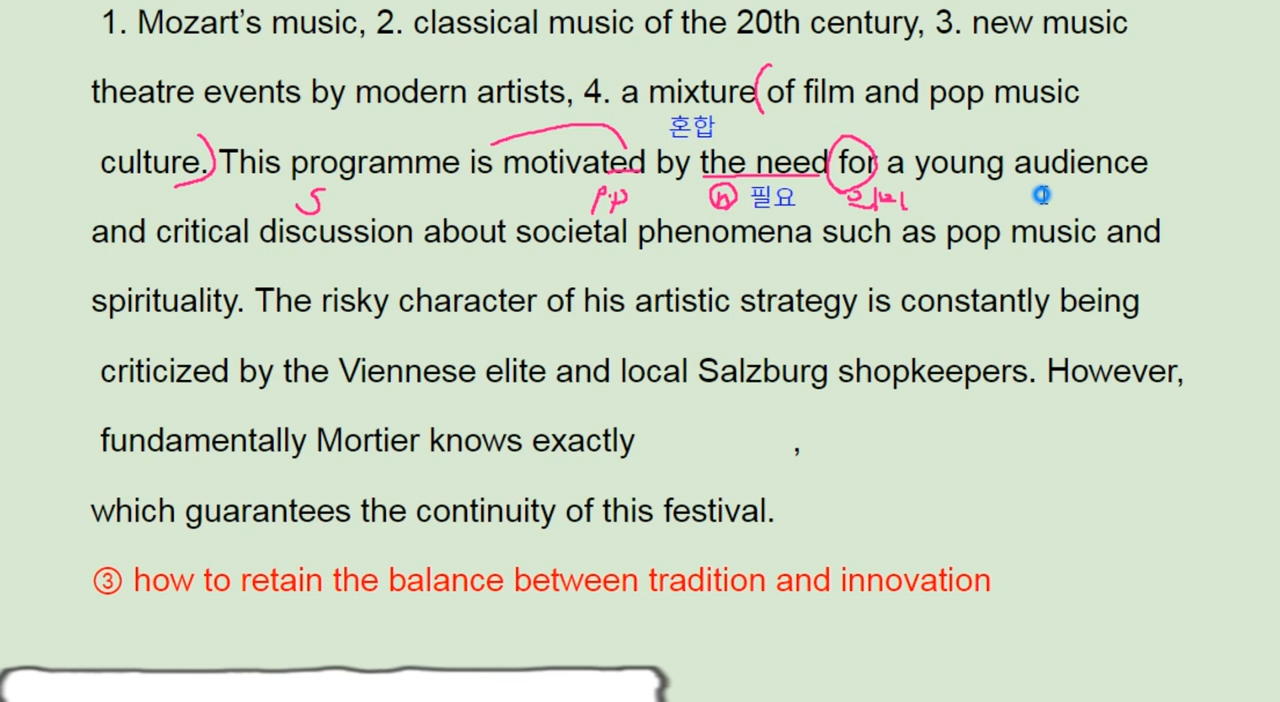 1. Mozart’s music, 2. classical music of the 20th century, 3. new music
theatre events by modern artists, 4. a mixture (of film and pop music
혼합
culture.) This programme is motivated by the need for a young audience
S p.p n 필요
and critical discussion about societal phenomena such as pop music and
spirituality. The risky character of his artistic strategy is constantly being
criticized by the Viennese elite and local Salzburg shopkeepers. However,
fundamentally Mortier knows exactly ,
which guarantees the continuity of this festival.
③ how to retain the balance between tradition and innovation